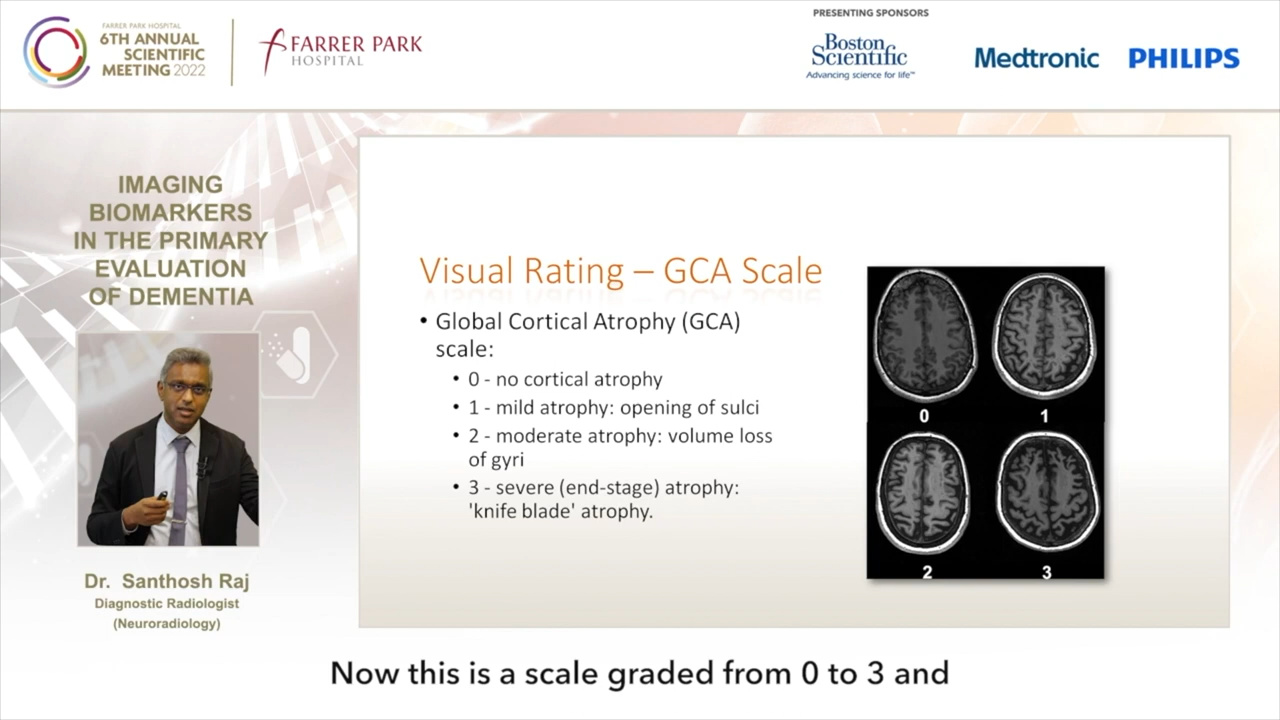 FARRER PARK HOSPITAL
6TH ANNUAL
SCIENTIFIC
MEETING 2022
FARRER PARK
HOSPITAL
PRESENTING SPONSORS
Boston
Scientific
Advancing science for life™
Medtronic
PHILIPS
IMAGING
BIOMARKERS
IN THE PRIMARY
EVALUATION
OF DEMENTIA
Dr. Santhosh Raj
Diagnostic Radiologist
(Neuroradiology)
Visual Rating – GCA Scale
• Global Cortical Atrophy (GCA)
scale:
• 0 - no cortical atrophy
• 1 - mild atrophy: opening of sulci
• 2 - moderate atrophy: volume loss
of gyri
• 3 - severe (end-stage) atrophy:
'knife blade' atrophy.
0 1
2 3
Now this is a scale graded from 0 to 3 and